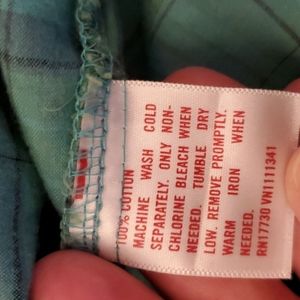 100% COTTON
MACHINE WASH COLD
SEPARATELY. ONLY NON-
CHLORINE BLEACH WHEN
NEEDED. TUMBLE DRY
LOW. REMOVE PROMPTLY.
WARM IRON WHEN
NEEDED.
RN17730 VN1111341